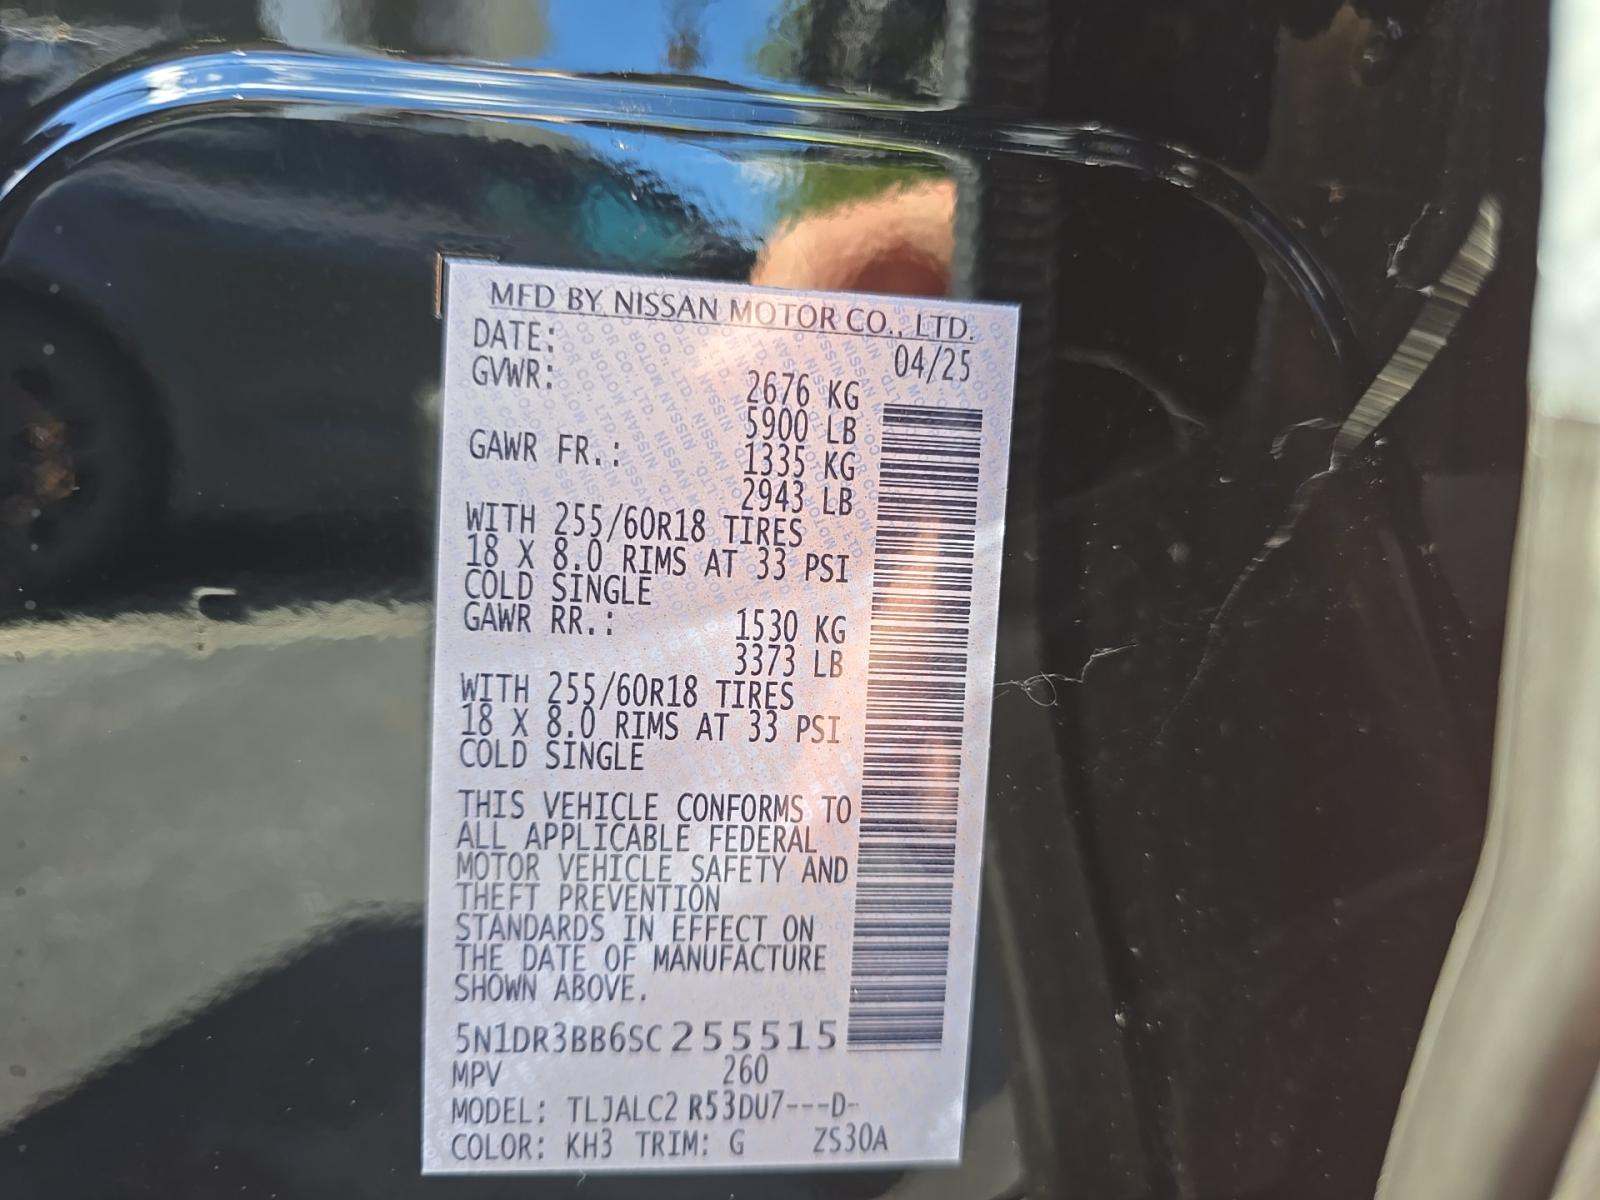 MFD BY NISSAN MOTOR CO., LTD.
DATE: 04/25
GVWR: 2676 KG
5900 LB
GAWR FR.: 1335 KG
2943 LB
WITH 255/60R18 TIRES
18 X 8.0 RIMS AT 33 PSI
COLD SINGLE
GAWR RR.: 1530 KG
3373 LB
WITH 255/60R18 TIRES
18 X 8.0 RIMS AT 33 PSI
COLD SINGLE
THIS VEHICLE CONFORMS TO
ALL APPLICABLE FEDERAL
MOTOR VEHICLE SAFETY AND
THEFT PREVENTION
STANDARDS IN EFFECT ON
THE DATE OF MANUFACTURE
SHOWN ABOVE.
5N1DR3BB6SC255515
MPV 260
MODEL: TLJALC2 R53DU7---D-
COLOR: KH3 TRIM: G ZS30A